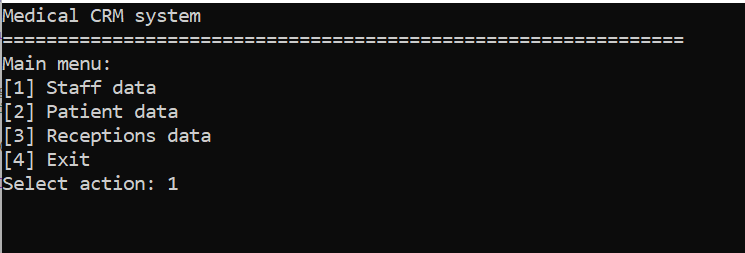 Medical CRM system
==============================================================
Main menu:
[1] Staff data
[2] Patient data
[3] Receptions data
[4] Exit
Select action: 1